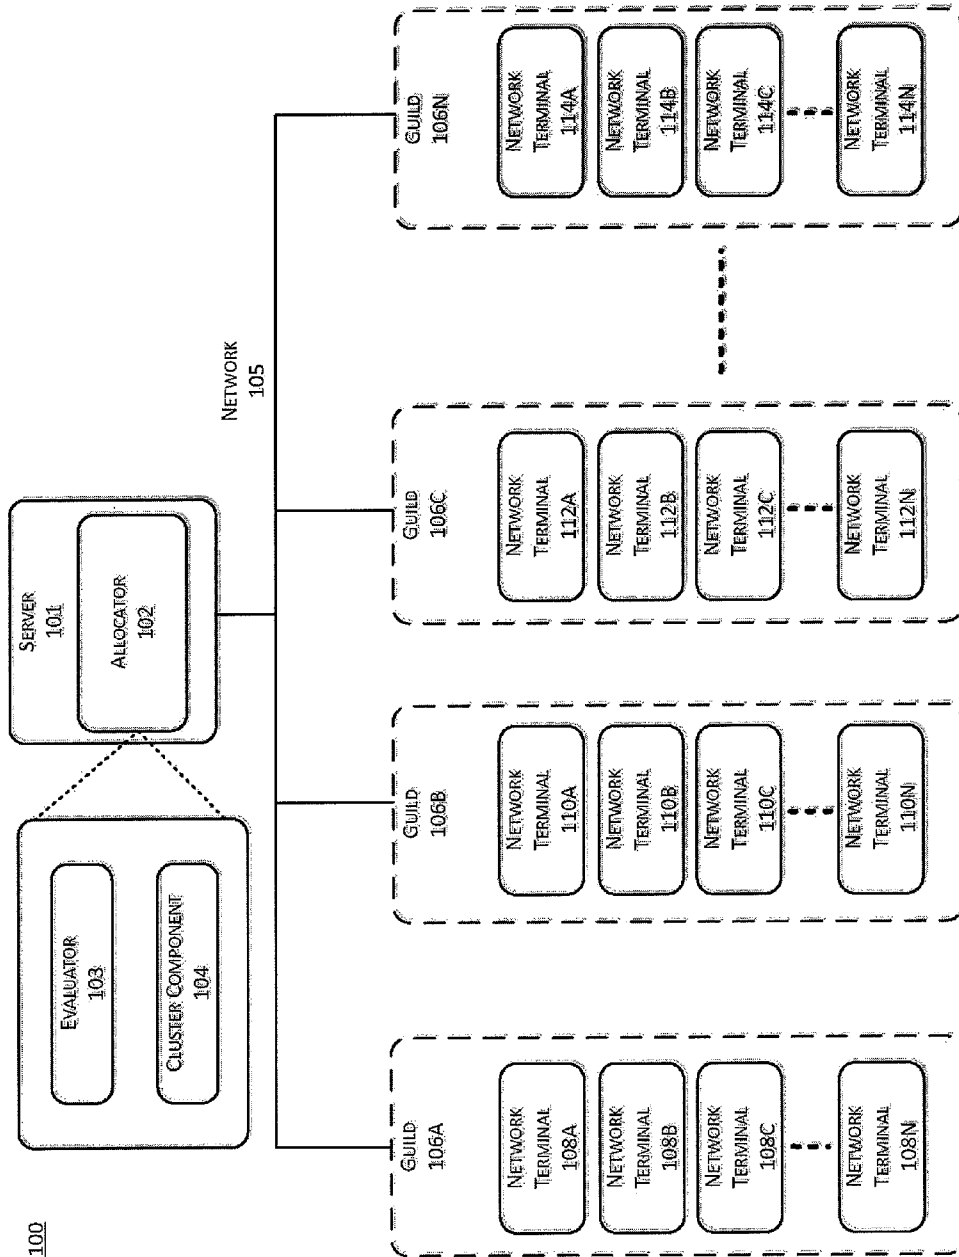 100
EVALUATOR
103
CLUSTER COMPONENT
104
SERVER
101
ALLOCATOR
102
NETWORK
105
GUILD
106A
NETWORK
TERMINAL
108A
NETWORK
TERMINAL
108B
NETWORK
TERMINAL
108C
NETWORK
TERMINAL
108N
GUILD
106B
NETWORK
TERMINAL
110A
NETWORK
TERMINAL
110B
NETWORK
TERMINAL
110C
NETWORK
TERMINAL
110N
GUILD
106C
NETWORK
TERMINAL
112A
NETWORK
TERMINAL
112B
NETWORK
TERMINAL
112C
NETWORK
TERMINAL
112N
GUILD
106N
NETWORK
TERMINAL
114A
NETWORK
TERMINAL
114B
NETWORK
TERMINAL
114C
NETWORK
TERMINAL
114N